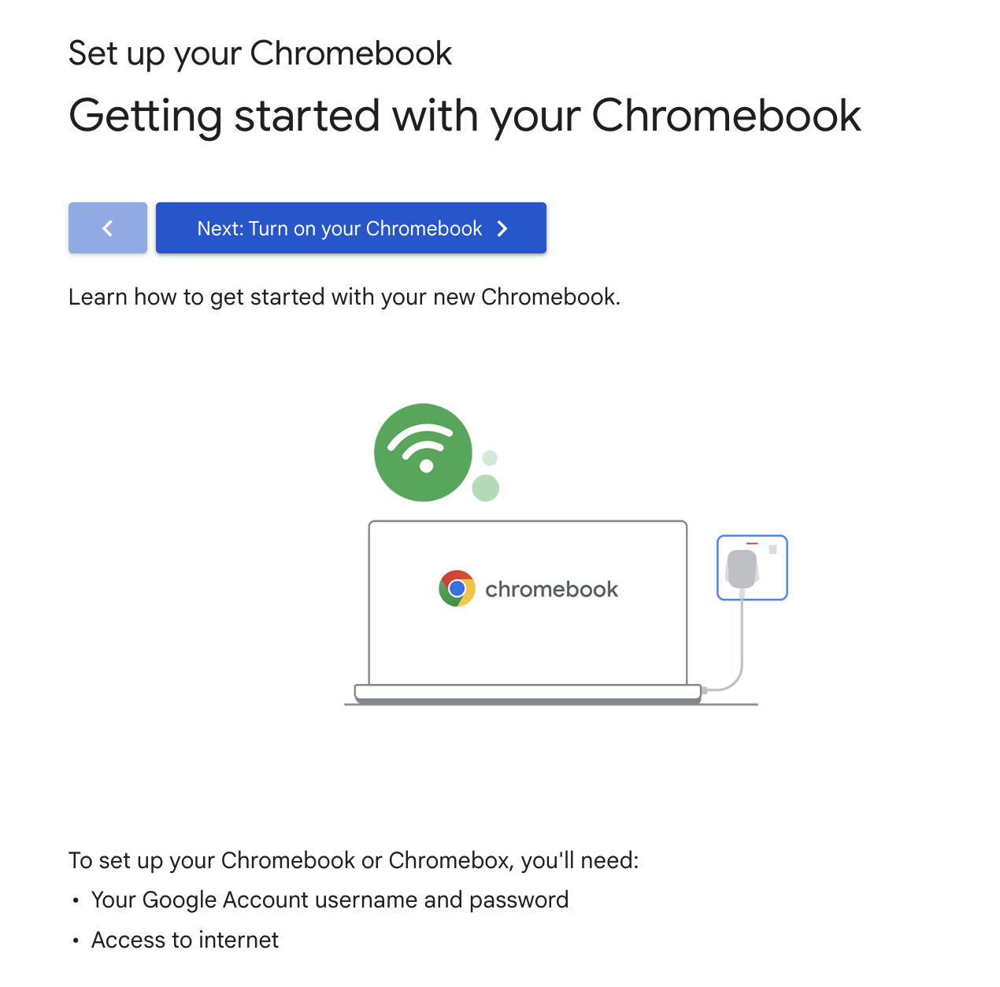 Set up your Chromebook
Getting started with your Chromebook
Next: Turn on your Chromebook
Learn how to get started with your new Chromebook.
chromebook
To set up your Chromebook or Chromebox, you'll need:
• Your Google Account username and password
• Access to internet